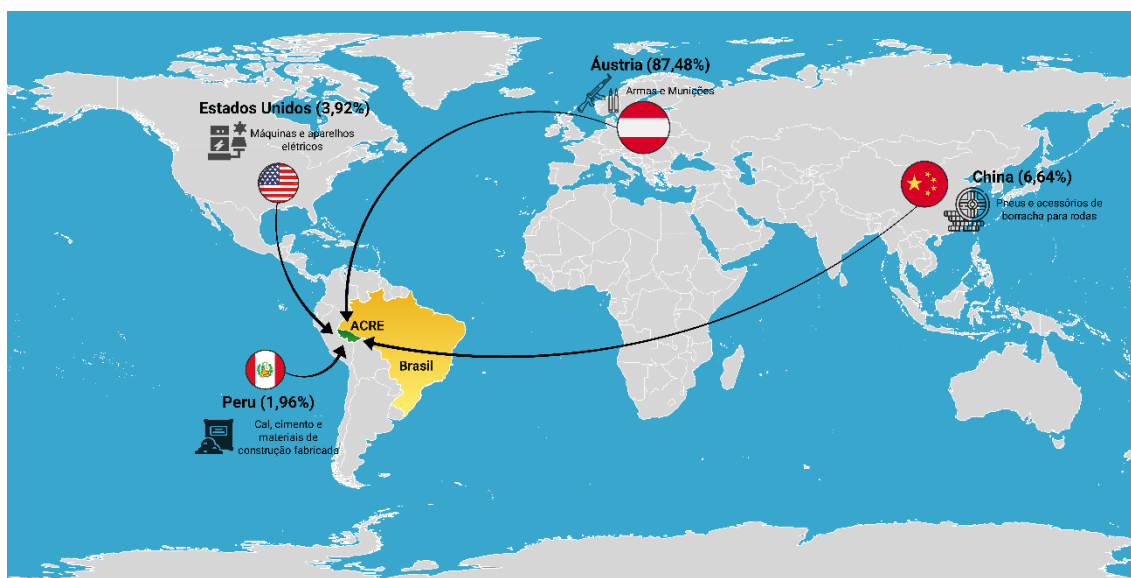 Áustria (87,48%)
Armas e Munições
Estados Unidos (3,92%)
Máquinas e aparelhos
elétricos
China (6,64%)
Pneus e acessórios de
borracha para rodas
ACRE
Brasil
Peru (1,96%)
Cal, cimento e
materiais de
construção fabricada